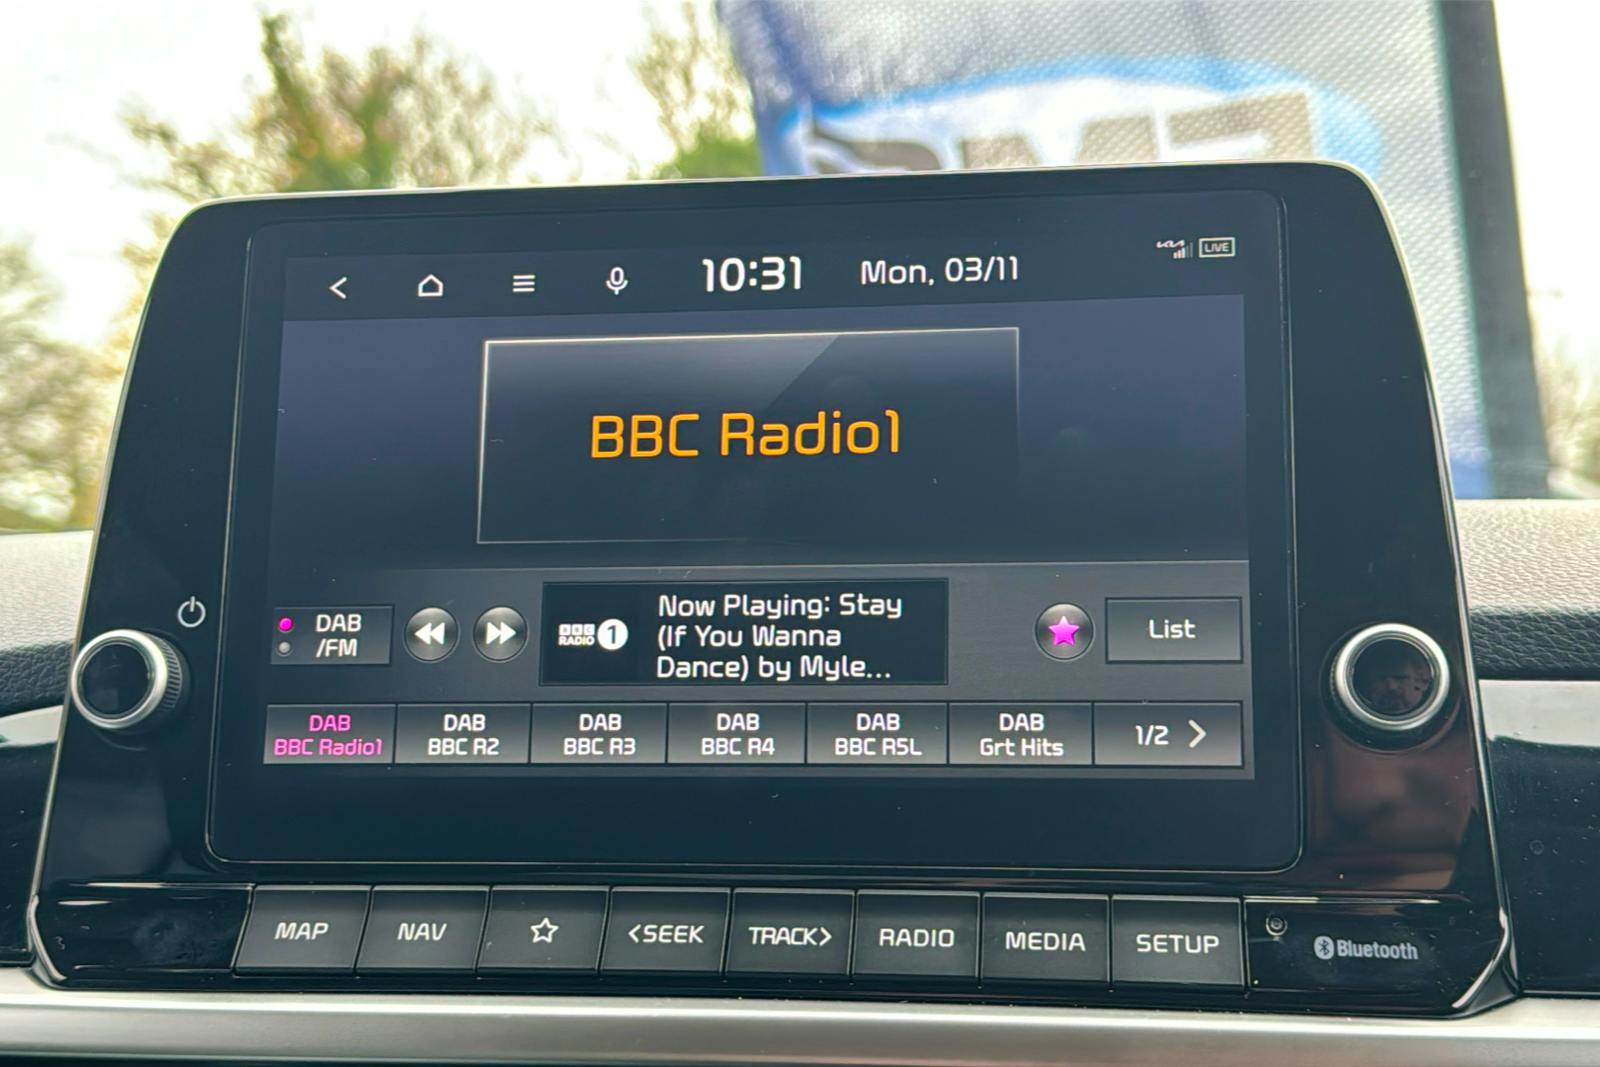 10:31 Mon, 03/11 LIVE
BBC Radio1
DAB
/FM
BBC
RADIO 1
Now Playing: Stay
(If You Wanna
Dance) by Myle...
List
DAB
BBC Radio1
DAB
BBC R2
DAB
BBC R3
DAB
BBC R4
DAB
BBC R5L
DAB
Grt Hits
1/2
MAP NAV <SEEK TRACK> RADIO MEDIA SETUP
Bluetooth